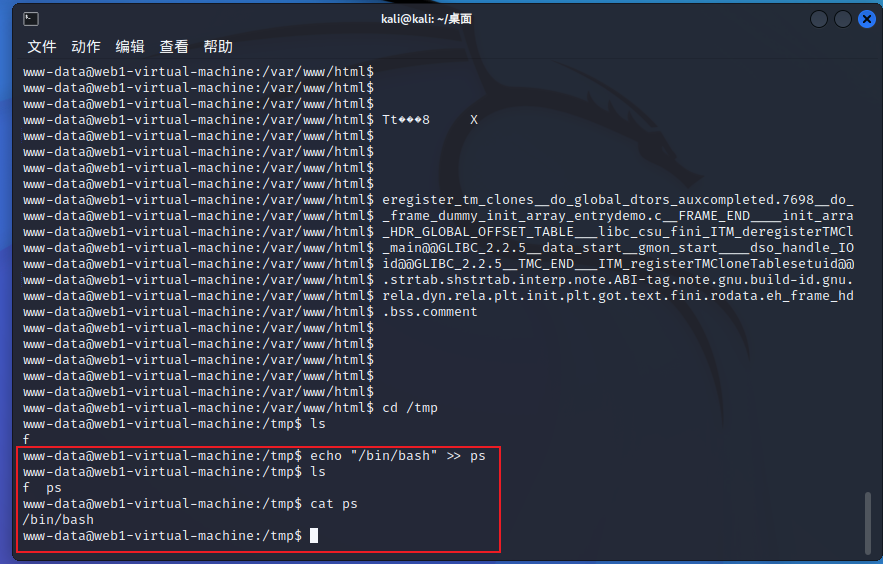 kali@kali: ~/桌面
文件 动作 编辑 查看 帮助
www-data@web1-virtual-machine:/var/www/html$
www-data@web1-virtual-machine:/var/www/html$
www-data@web1-virtual-machine:/var/www/html$
www-data@web1-virtual-machine:/var/www/html$ Tt���8     X
www-data@web1-virtual-machine:/var/www/html$
www-data@web1-virtual-machine:/var/www/html$
www-data@web1-virtual-machine:/var/www/html$
www-data@web1-virtual-machine:/var/www/html$
www-data@web1-virtual-machine:/var/www/html$ eregister_tm_clones__do_global_dtors_auxcompleted.7698__do_
www-data@web1-virtual-machine:/var/www/html$ _frame_dummy_init_array_entrydemo.c__FRAME_END____init_arra
www-data@web1-virtual-machine:/var/www/html$ _HDR_GLOBAL_OFFSET_TABLE___libc_csu_fini_ITM_deregisterTMCl
www-data@web1-virtual-machine:/var/www/html$ _main@@GLIBC_2.2.5__data_start__gmon_start____dso_handle_IO
www-data@web1-virtual-machine:/var/www/html$ id@@GLIBC_2.2.5__TMC_END___ITM_registerTMCloneTablesetuid@@
www-data@web1-virtual-machine:/var/www/html$ .strtab.shstrtab.interp.note.ABI-tag.note.gnu.build-id.gnu.
www-data@web1-virtual-machine:/var/www/html$ rela.dyn.rela.plt.init.plt.got.text.fini.rodata.eh_frame_hd
www-data@web1-virtual-machine:/var/www/html$ .bss.comment
www-data@web1-virtual-machine:/var/www/html$
www-data@web1-virtual-machine:/var/www/html$
www-data@web1-virtual-machine:/var/www/html$
www-data@web1-virtual-machine:/var/www/html$
www-data@web1-virtual-machine:/var/www/html$
www-data@web1-virtual-machine:/var/www/html$ cd /tmp
www-data@web1-virtual-machine:/tmp$ ls
f
www-data@web1-virtual-machine:/tmp$ echo "/bin/bash" >> ps
www-data@web1-virtual-machine:/tmp$ ls
f  ps
www-data@web1-virtual-machine:/tmp$ cat ps
/bin/bash
www-data@web1-virtual-machine:/tmp$